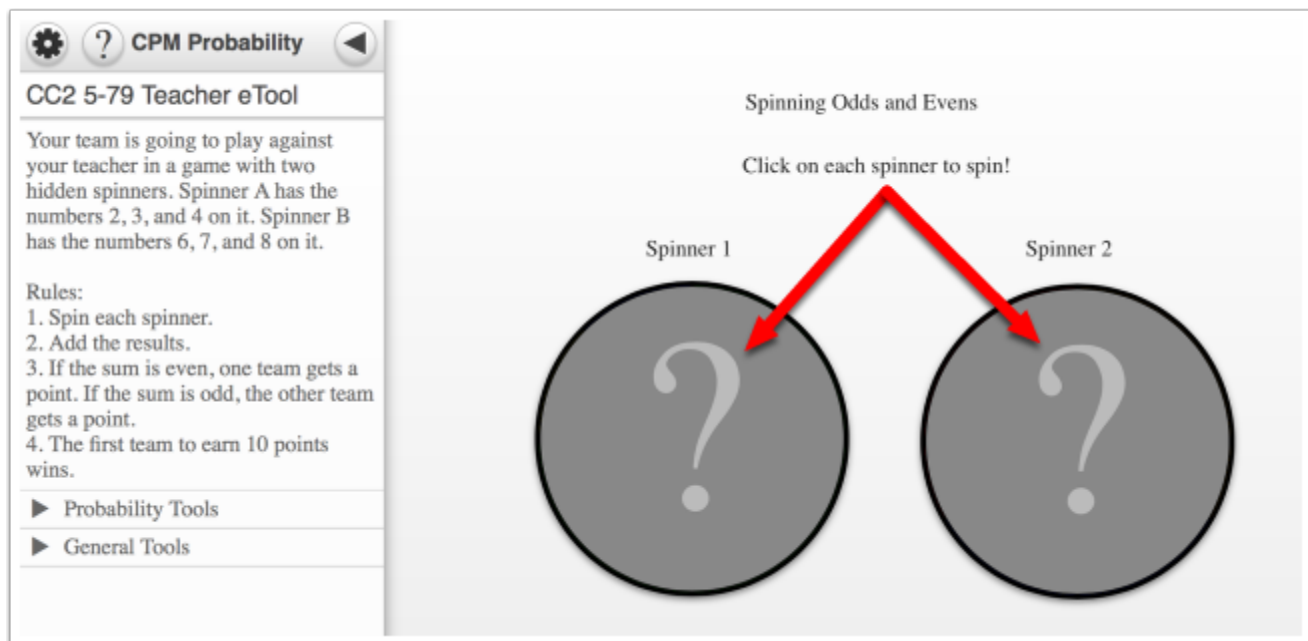 ? CPM Probability
CC2 5-79 Teacher eTool
Your team is going to play against
your teacher in a game with two
hidden spinners. Spinner A has the
numbers 2, 3, and 4 on it. Spinner B
has the numbers 6, 7, and 8 on it.
Rules:
1. Spin each spinner.
2. Add the results.
3. If the sum is even, one team gets a
point. If the sum is odd, the other team
gets a point.
4. The first team to earn 10 points
wins.
Probability Tools
General Tools
Spinning Odds and Evens
Click on each spinner to spin!
Spinner 1
Spinner 2
?
?